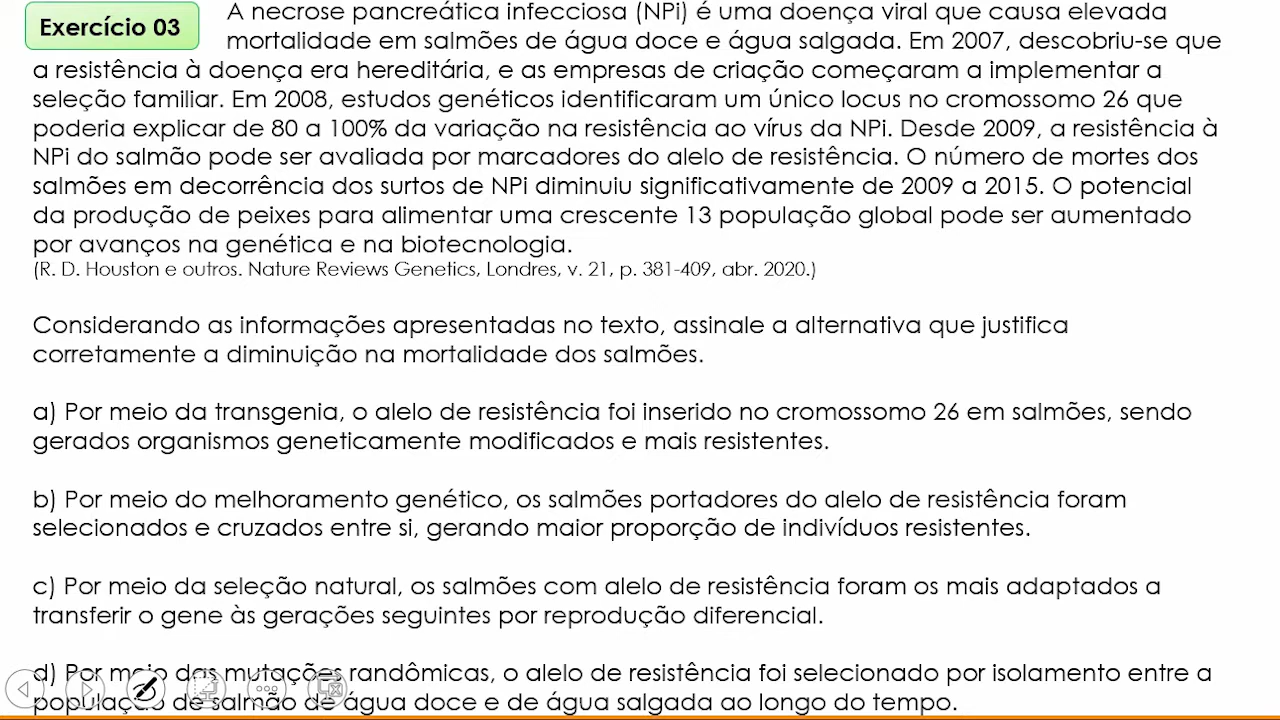 Exercício 03
A necrose pancreática infecciosa (NPi) é uma doença viral que causa elevada
mortalidade em salmões de água doce e água salgada. Em 2007, descobriu-se que
a resistência à doença era hereditária, e as empresas de criação começaram a implementar a
seleção familiar. Em 2008, estudos genéticos identificaram um único locus no cromossomo 26 que
poderia explicar de 80 a 100% da variação na resistência ao vírus da NPi. Desde 2009, a resistência à
NPi do salmão pode ser avaliada por marcadores do alelo de resistência. O número de mortes dos
salmões em decorrência dos surtos de NPi diminuiu significativamente de 2009 a 2015. O potencial
da produção de peixes para alimentar uma crescente 13 população global pode ser aumentado
por avanços na genética e na biotecnologia.
(R. D. Houston e outros. Nature Reviews Genetics, Londres, v. 21, p. 381-409, abr. 2020.)
Considerando as informações apresentadas no texto, assinale a alternativa que justifica
corretamente a diminuição na mortalidade dos salmões.
a) Por meio da transgenia, o alelo de resistência foi inserido no cromossomo 26 em salmões, sendo
gerados organismos geneticamente modificados e mais resistentes.
b) Por meio do melhoramento genético, os salmões portadores do alelo de resistência foram
selecionados e cruzados entre si, gerando maior proporção de indivíduos resistentes.
c) Por meio da seleção natural, os salmões com alelo de resistência foram os mais adaptados a
transferir o gene às gerações seguintes por reprodução diferencial.
d) Por meio das mutações randômicas, o alelo de resistência foi selecionado por isolamento entre a
população de salmão de água doce e de água salgada ao longo do tempo.